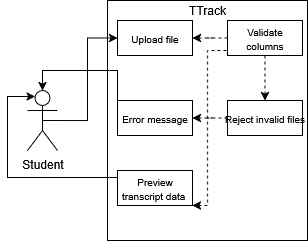 TTrack
Upload file
Validate
columns
Error message
Reject invalid files
Student
Preview
transcript data